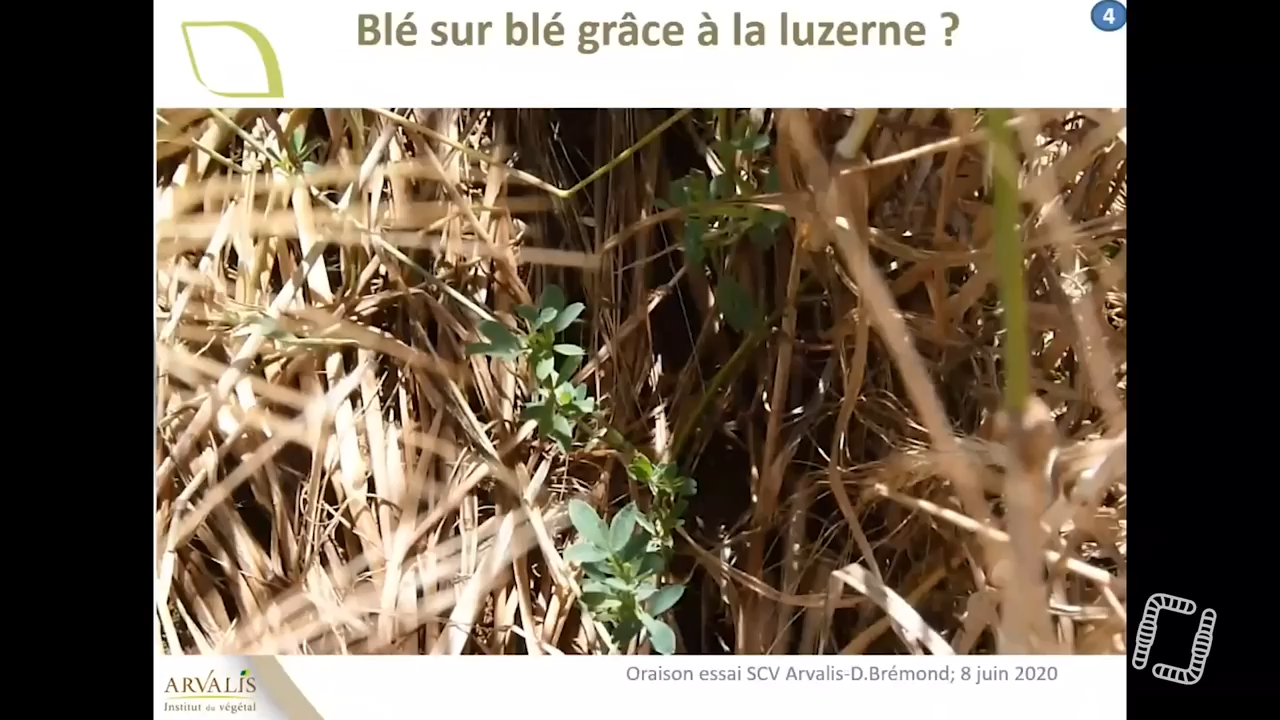 Blé sur blé grâce à la luzerne ?
4
Oraison essai SCV Arvalis-D.Brémond; 8 juin 2020
ARVALIS
Institut du végétal